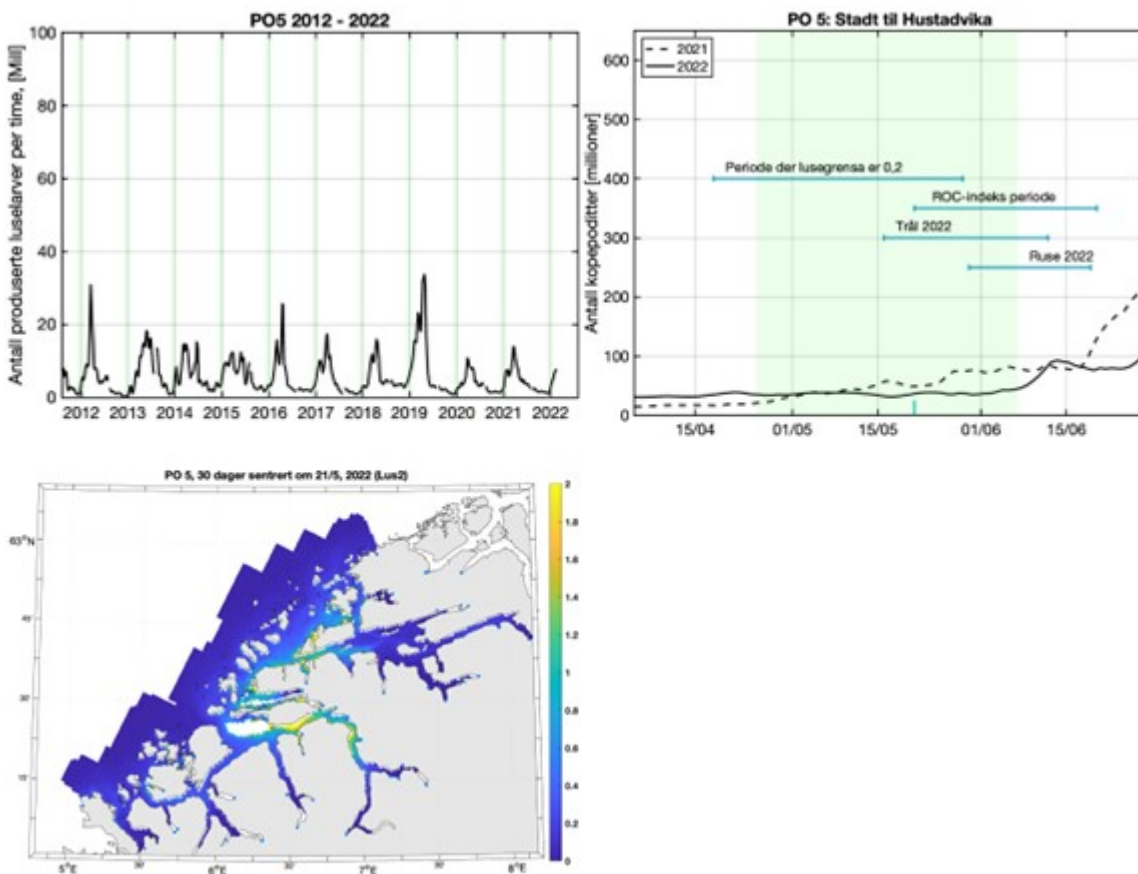 PO5 2012 - 2022
Antall produserte luselarver per time, [Mill]
100
80
60
40
20
0
2012 2013 2014 2015 2016 2017 2018 2019 2020 2021 2022
PO 5: Stadt til Hustadvika
2021
2022
Antall kopepoditter [millioner]
600
500
400
300
200
100
0
Periode der lusegrensa er 0,2
ROC-indeks periode
Trål 2022
Ruse 2022
15/04 01/05 15/05 01/06 15/06
PO 5, 30 dager sentrert om 21/5, 2022 (Lus2)
63°N
45'
30'
15'
5°E 30' 6°E 30' 7°E 30' 8°E
2
1.8
1.6
1.4
1.2
1
0.8
0.6
0.4
0.2
0